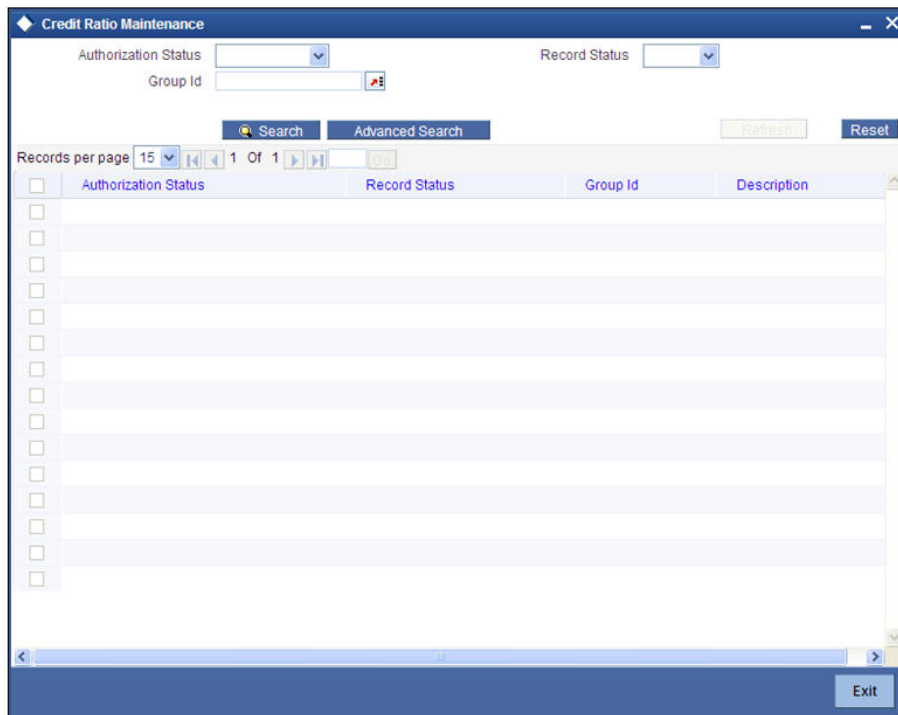 Credit Ratio Maintenance
Authorization Status Record Status
Group Id
Search Advanced Search Refresh Reset
Records per page 15 1 Of 1 Go
Authorization Status Record Status Group Id Description
Exit